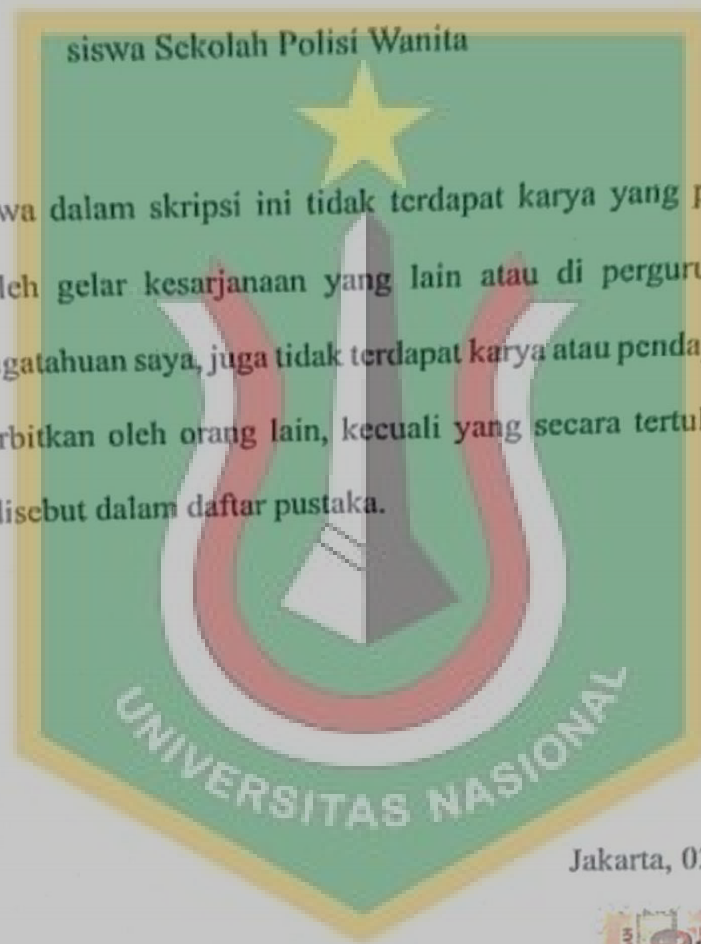 siswa Sekolah Polisi Wanita
wa dalam skripsi ini tidak terdapat karya yang p
leh gelar kesarjanaan yang lain atau di pergur
gatahuan saya, juga tidak terdapat karya atau penda
rbitkan oleh orang lain, kecuali yang secara tertul
disebut dalam daftar pustaka.
UNIVERSITAS NASIONAL
Jakarta, 0